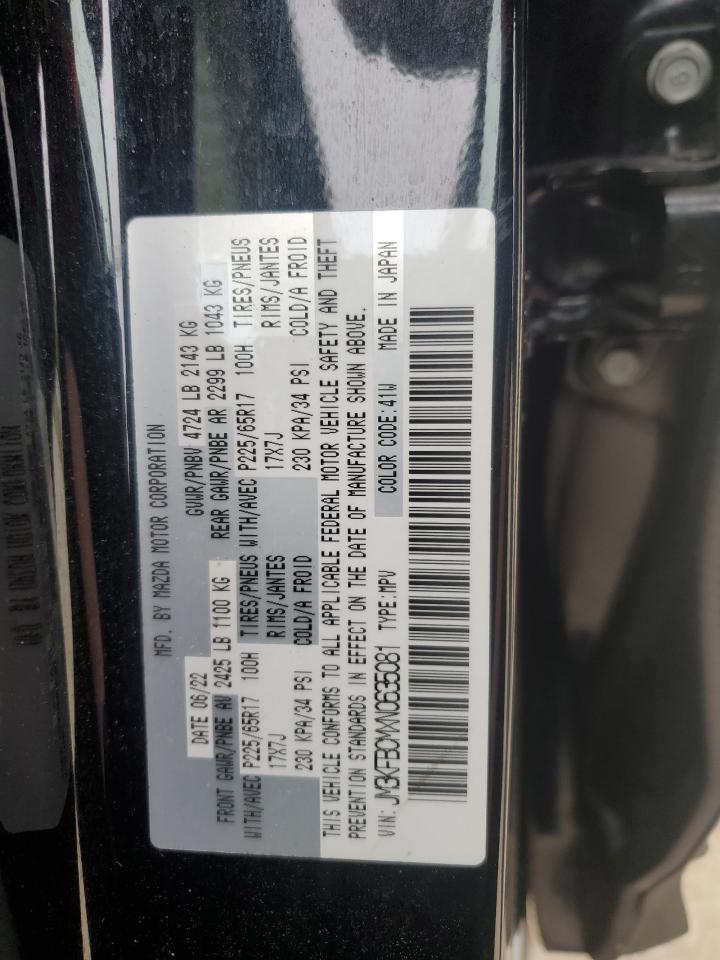 MFD. BY MAZDA MOTOR CORPORATION
DATE 06/22 GVWR/PNBV 4724 LB 2143 KG
FRONT GAWR/PNBE AV 2425 LB 1100 KG REAR GAWR/PNBE AR 2299 LB 1043 KG
WITH/AVEC P225/65R17 100H TIRES/PNEUS WITH/AVEC P225/65R17 100H TIRES/PNEUS
17X7J RIMS/JANTES 17X7J RIMS/JANTES
230 KPA/34 PSI COLD/A FROID 230 KPA/34 PSI COLD/A FROID
THIS VEHICLE CONFORMS TO ALL APPLICABLE FEDERAL MOTOR VEHICLE SAFETY AND THEFT
PREVENTION STANDARDS IN EFFECT ON THE DATE OF MANUFACTURE SHOWN ABOVE.
VIN: TYPE:MPV COLOR CODE:41W MADE IN JAPAN